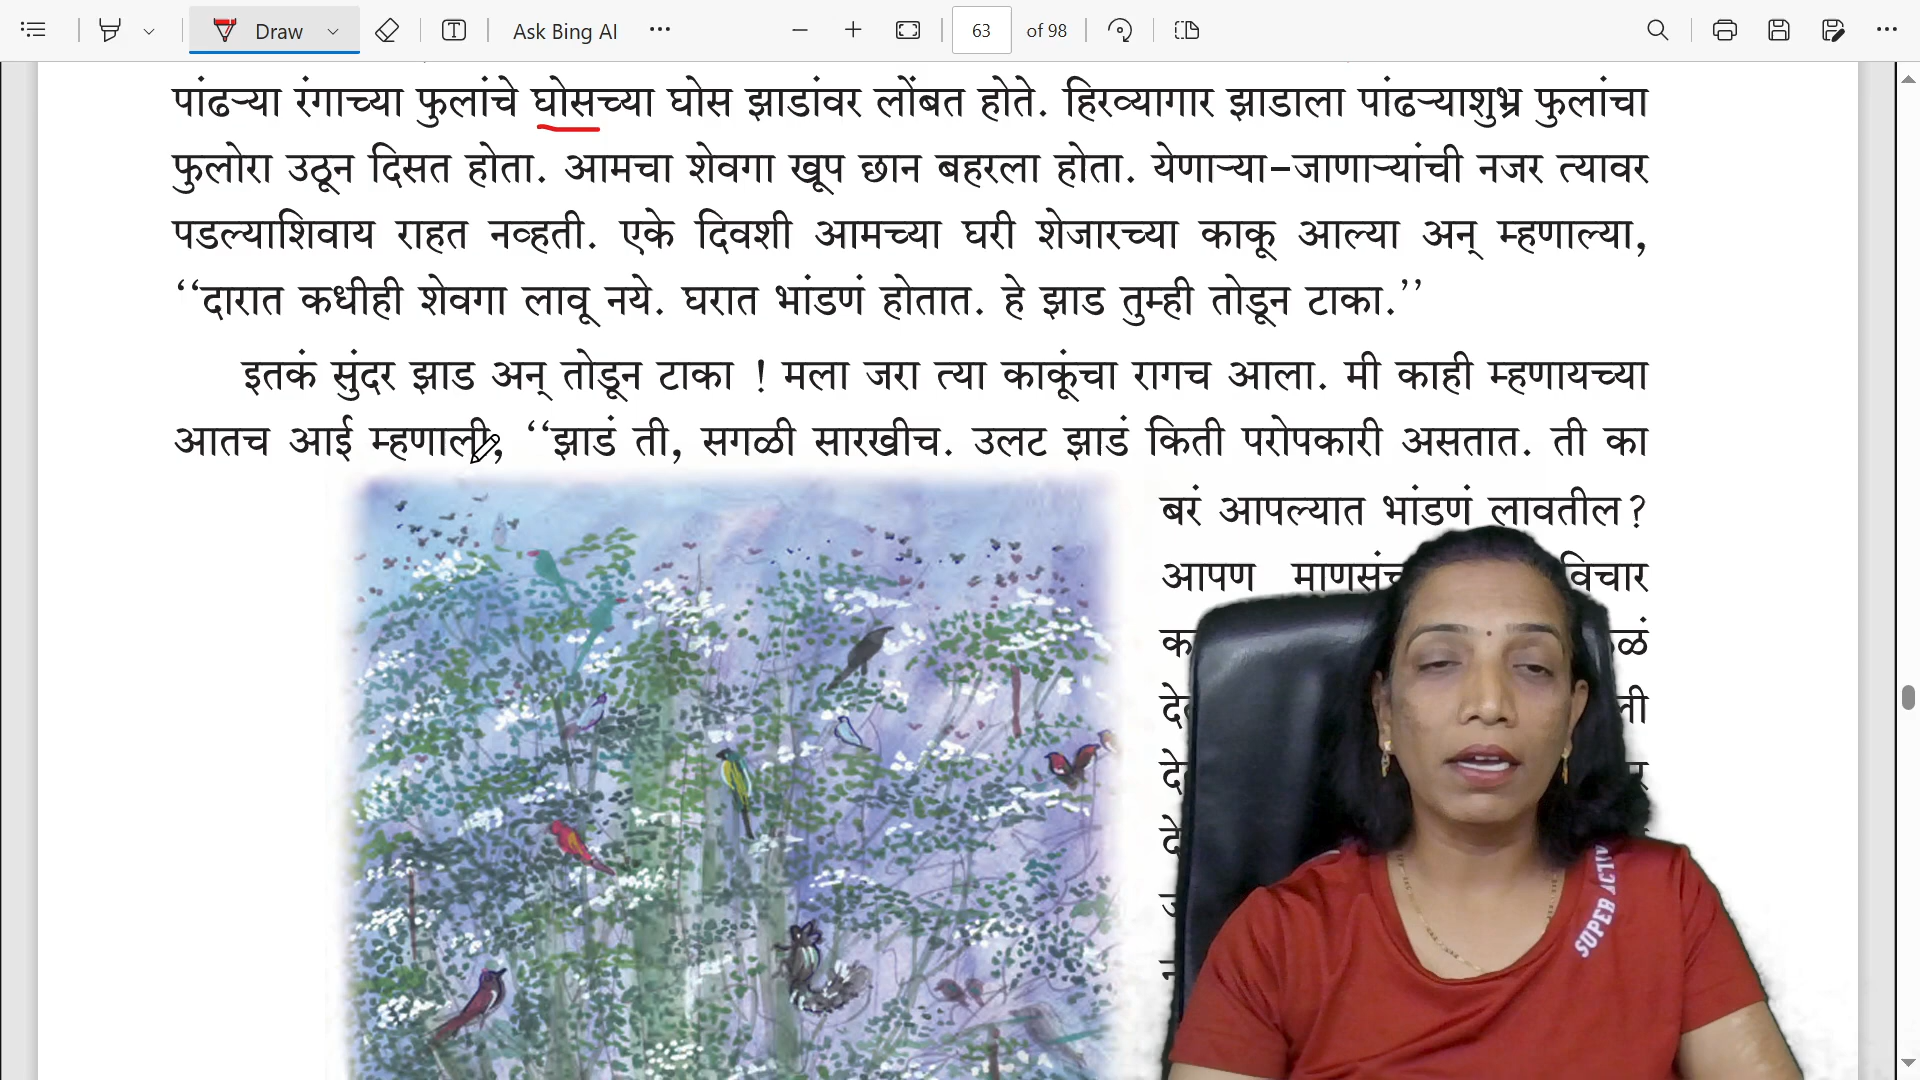 Draw
Ask Bing AI
63 of 98
पांढऱ्या रंगाच्या फुलांचे घोसच्या घोस झाडांवर लोंबत होते. हिरव्यागार झाडाला पांढऱ्याशुभ्र फुलांचा
फुलोरा उठून दिसत होता. आमचा शेवगा खूप छान बहरला होता. येणाऱ्या-जाणाऱ्यांची नजर त्यावर
पडल्याशिवाय राहत नव्हती. एके दिवशी आमच्या घरी शेजारच्या काकू आल्या अन् म्हणाल्या,
‘‘दारात कधीही शेवगा लावू नये. घरात भांडणं होतात. हे झाड तुम्ही तोडून टाका.’’
इतकं सुंदर झाड अन् तोडून टाका ! मला जरा त्या काकूंचा रागच आला. मी काही म्हणायच्या
आतच आई म्हणाली, ‘‘झाडं ती, सगळी सारखीच. उलट झाडं किती परोपकारी असतात. ती का
बरं आपल्यात भांडणं लावतील?
आपण विचार
SUPER ACTIV